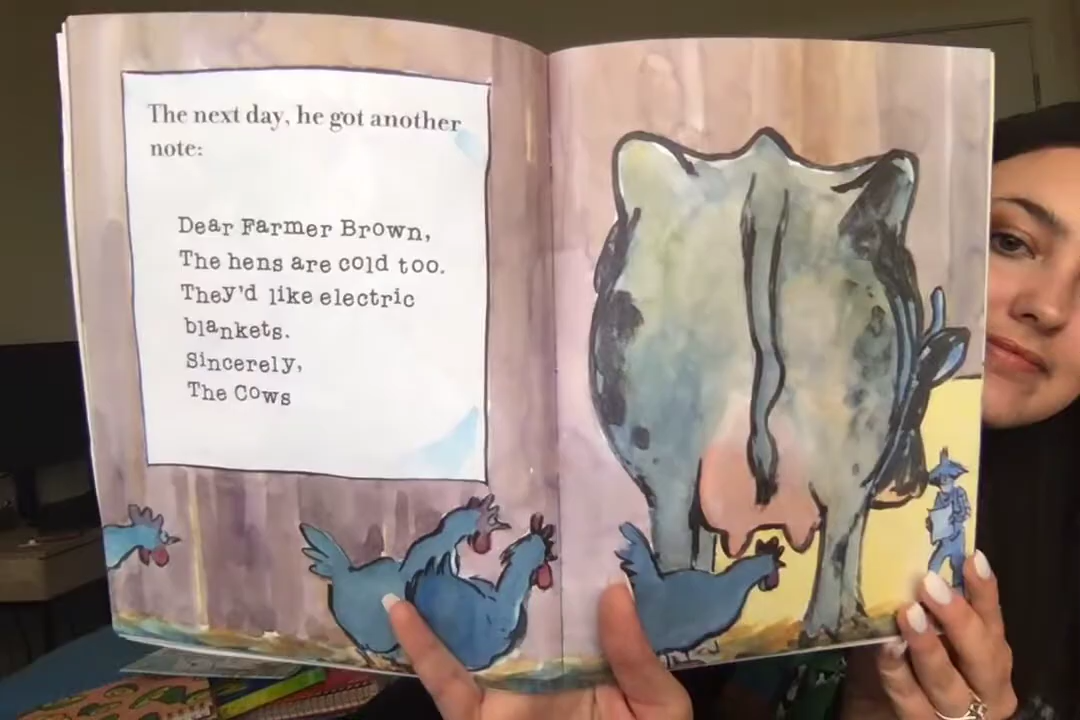 The next day, he got another
note:
Dear Farmer Brown,
The hens are cold too.
They'd like electric
blankets.
Sincerely,
The Cows